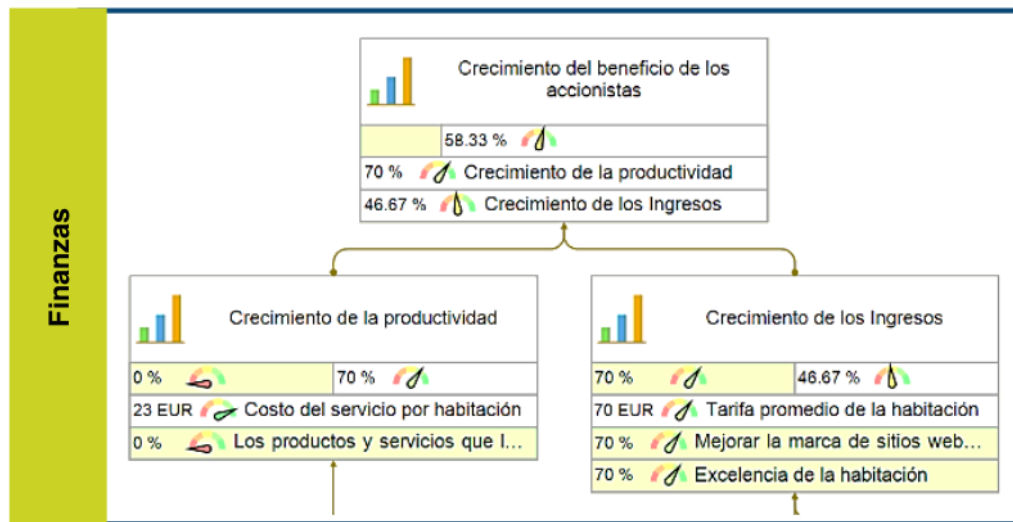 Finanzas
Crecimiento del beneficio de los
accionistas
58.33 %
70 % Crecimiento de la productividad
46.67 % Crecimiento de los Ingresos
Crecimiento de la productividad
0 % 70 %
23 EUR Costo del servicio por habitación
0 % Los productos y servicios que l...
Crecimiento de los Ingresos
70 % 46.67 %
70 EUR Tarifa promedio de la habitación
70 % Mejorar la marca de sitios web...
70 % Excelencia de la habitación